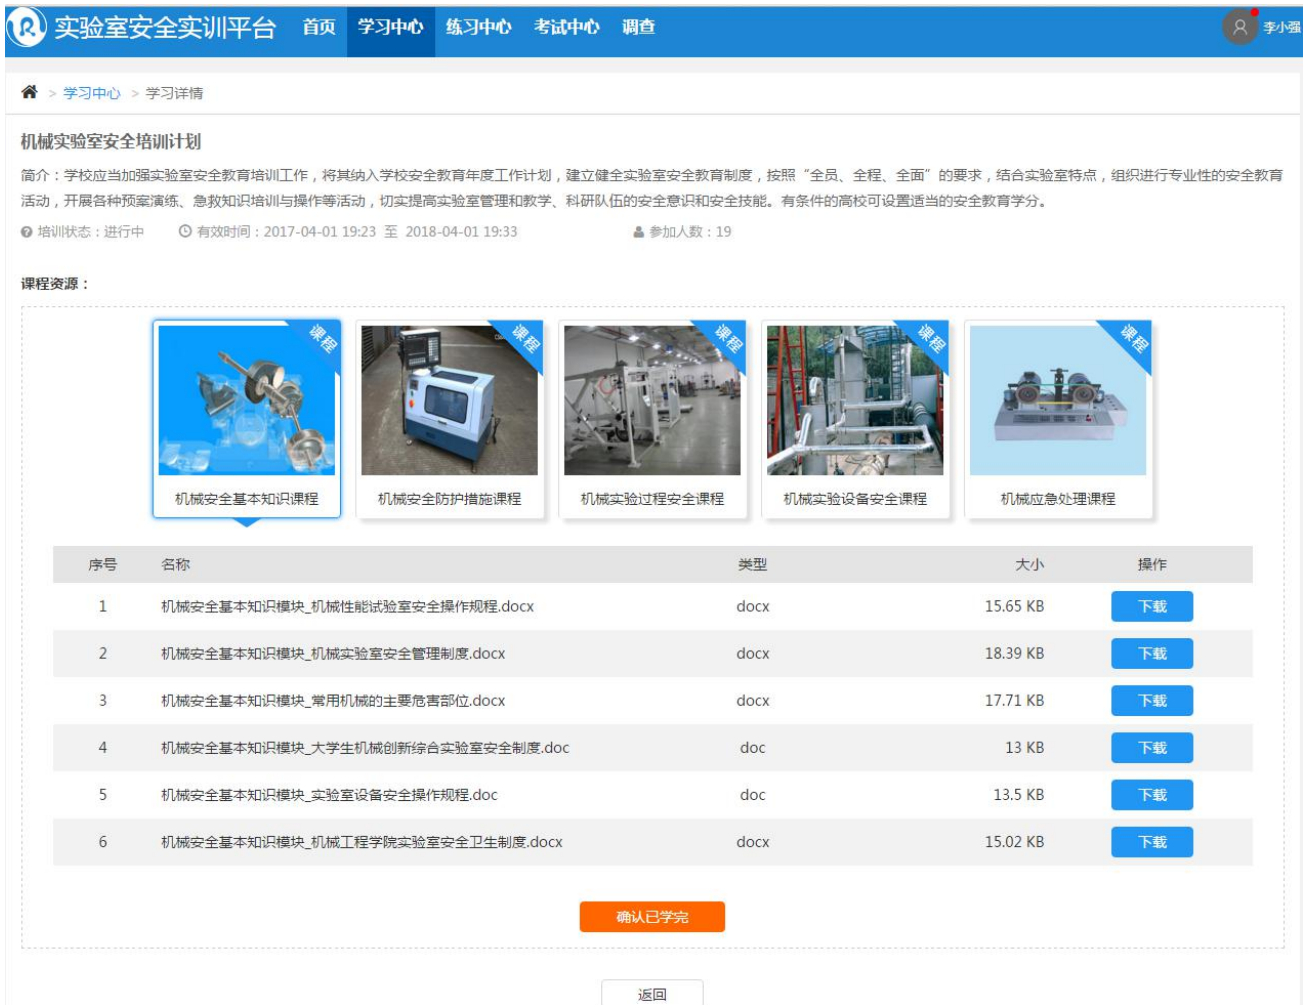 实验室安全实训平台 首页 学习中心 练习中心 考试中心 调查 李小强
> 学习中心 > 学习详情
机械实验室安全培训计划
简介：学校应当加强实验室安全教育培训工作，将其纳入学校安全教育年度工作计划，建立健全实验室安全教育制度，按照“全员、全程、全面”的要求，结合实验室特点，组织进行专业性的安全教育
活动，开展各种预案演练、急救知识培训与操作等活动，切实提高实验室管理和教学、科研队伍的安全意识和安全技能。有条件的高校可设置适当的安全教育学分。
培训状态：进行中 有效时间：2017-04-01 19:23 至 2018-04-01 19:33 参加人数：19
课程资源：
课程 课程 课程 课程 课程
机械安全基本知识课程 机械安全防护措施课程 机械实验过程安全课程 机械实验设备安全课程 机械应急处理课程
序号 名称 类型 大小 操作
1 机械安全基本知识模块_机械性能试验室安全操作规程.docx docx 15.65 KB 下载
2 机械安全基本知识模块_机械实验室安全管理制度.docx docx 18.39 KB 下载
3 机械安全基本知识模块_常用机械的主要危害部位.docx docx 17.71 KB 下载
4 机械安全基本知识模块_大学生机械创新综合实验室安全制度.doc doc 13 KB 下载
5 机械安全基本知识模块_实验室设备安全操作规程.doc doc 13.5 KB 下载
6 机械安全基本知识模块_机械工程学院实验室安全卫生制度.docx docx 15.02 KB 下载
确认已学完
返回